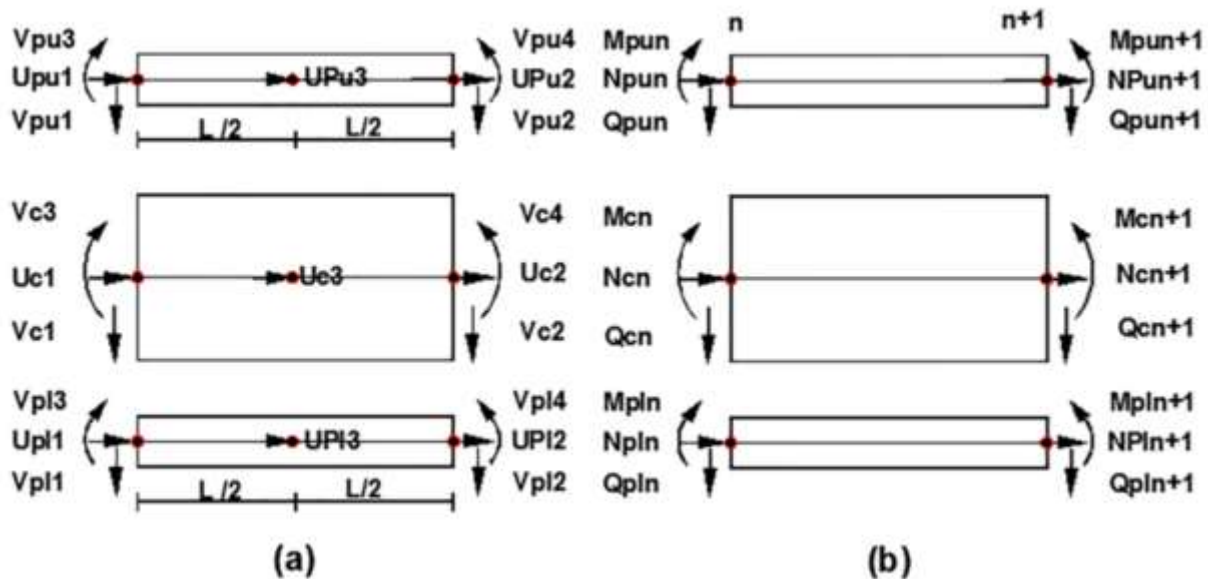 n n+1
Vpu3 Vpu4 Mpun Mpun+1
Upu1 UPu3 UPu2 Npun NPun+1
Vpu1 Vpu2 Qpun Qpun+1
L/2 L/2
Vc3 Vc4 Mcn Mcn+1
Uc1 Uc3 Uc2 Ncn Ncn+1
Vc1 Vc2 Qcn Qcn+1
Vpl3 Vpl4 Mpln Mpln+1
Upl1 UPl3 UPl2 Npln NPln+1
Vpl1 Vpl2 Qpln Qpln+1
L/2 L/2
(a) (b)